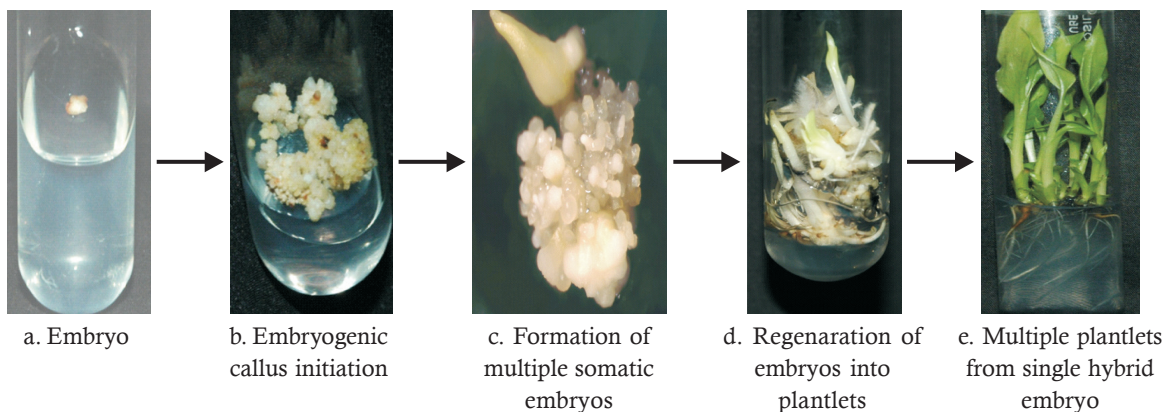 a. Embryo
b. Embryogenic
callus initiation
c. Formation of
multiple somatic
embryos
d. Regenaration of
embryos into
plantlets
e. Multiple plantlets
from single hybrid
embryo